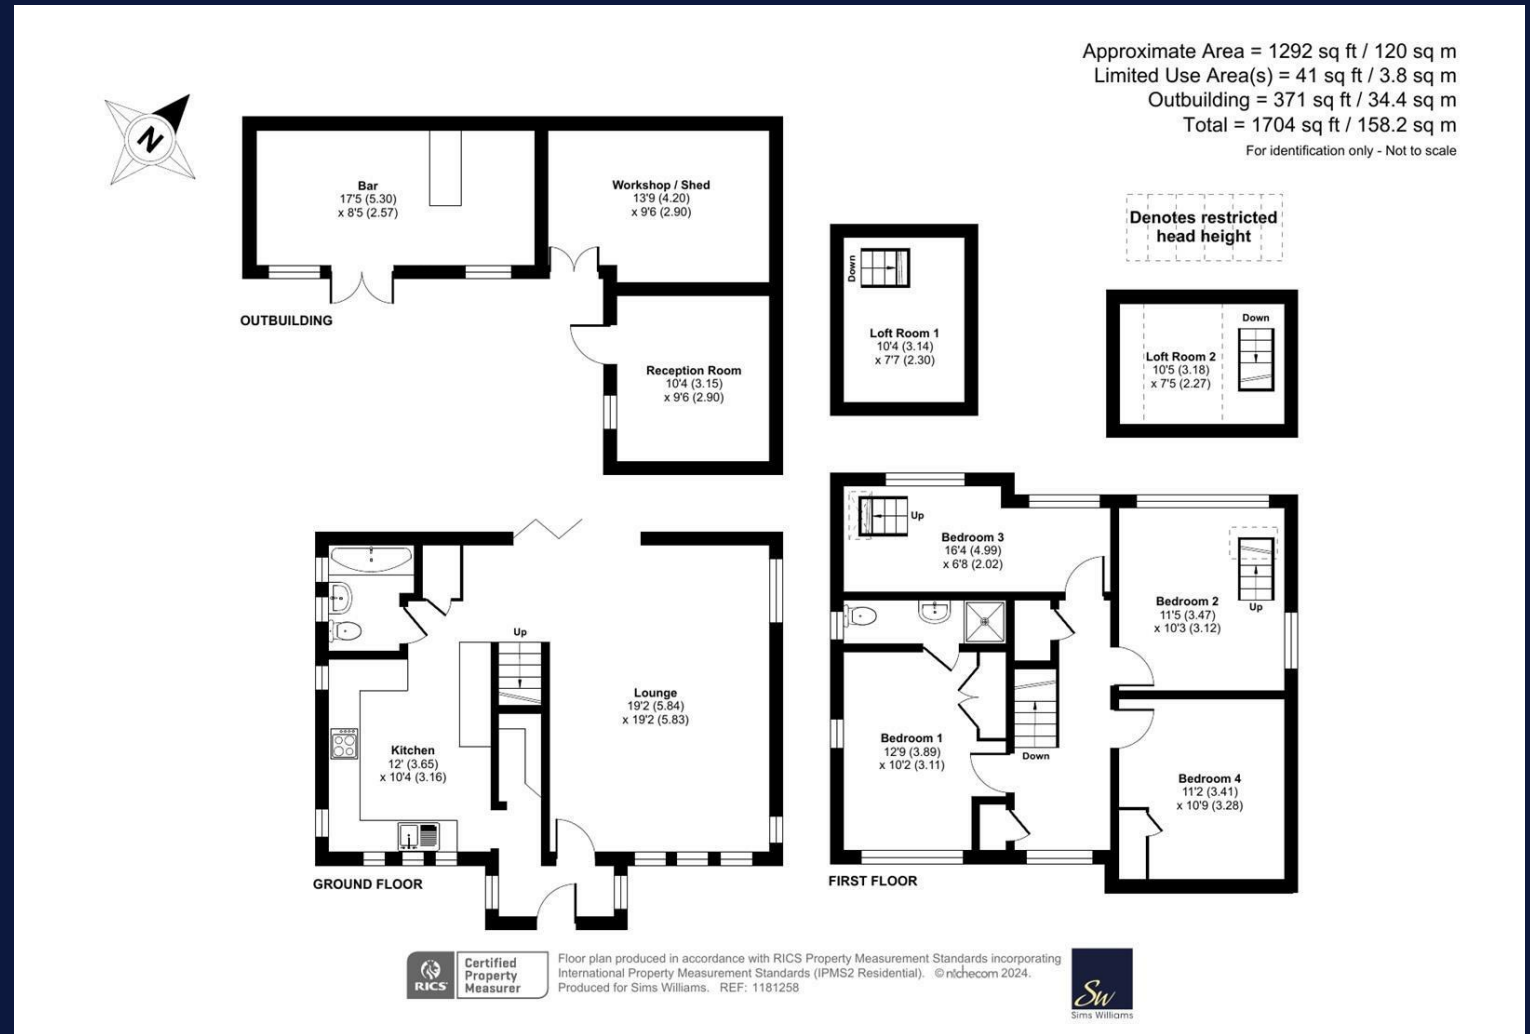 Approximate Area = 1292 sq ft / 120 sq m
Limited Use Area(s) = 41 sq ft / 3.8 sq m
Outbuilding = 371 sq ft / 34.4 sq m
Total = 1704 sq ft / 158.2 sq m
For identification only - Not to scale
N
Bar
17'5 (5.30)
x 8'5 (2.57)
Workshop / Shed
13'9 (4.20)
x 9'6 (2.90)
OUTBUILDING
Reception Room
10'4 (3.15)
x 9'6 (2.90)
Denotes restricted
head height
Down
Loft Room 1
10'4 (3.14)
x 7'7 (2.30)
Down
Loft Room 2
10'5 (3.18)
x 7'5 (2.27)
Up
Lounge
19'2 (5.84)
x 19'2 (5.83)
Kitchen
12' (3.65)
x 10'4 (3.16)
GROUND FLOOR
Up
Bedroom 3
16'4 (4.99)
x 6'8 (2.02)
Bedroom 2
11'5 (3.47)
x 10'3 (3.12)
Up
Bedroom 1
12'9 (3.89)
x 10'2 (3.11)
Down
Bedroom 4
11'2 (3.41)
x 10'9 (3.28)
FIRST FLOOR
RICS
Certified
Property
Measurer
Floor plan produced in accordance with RICS Property Measurement Standards incorporating
International Property Measurement Standards (IPMS2 Residential). © nichecom 2024.
Produced for Sims Williams. REF: 1181258
Sw
Sims Williams